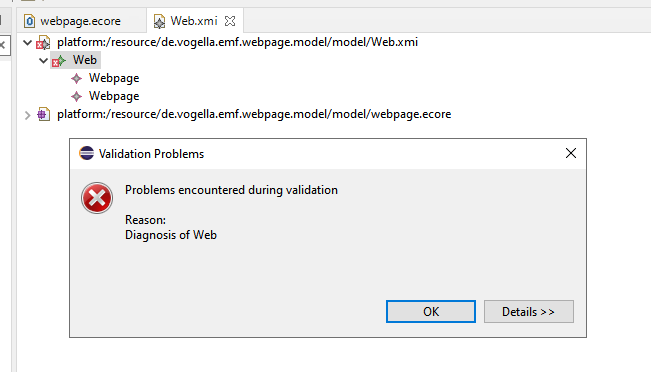 webpage.ecore
Web.xmi
platform:/resource/de.vogella.emf.webpage.model/model/Web.xmi
Web
Webpage
Webpage
platform:/resource/de.vogella.emf.webpage.model/model/webpage.ecore
Validation Problems
Problems encountered during validation
Reason:
Diagnosis of Web
OK
Details >>